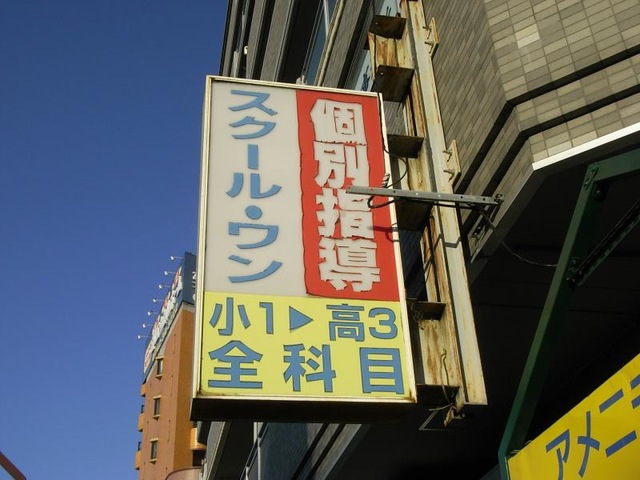 個別指導
スクール・ワン
小1▶高3
全科目
アメニ